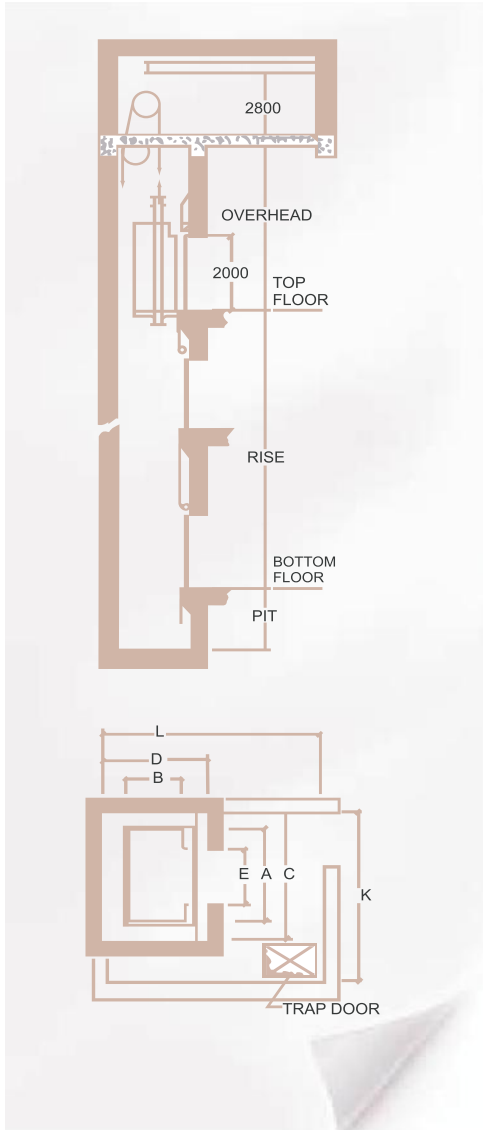 2800
OVERHEAD
2000
TOP
FLOOR
RISE
BOTTOM
FLOOR
PIT
L
D
B
E A C
K
TRAP DOOR